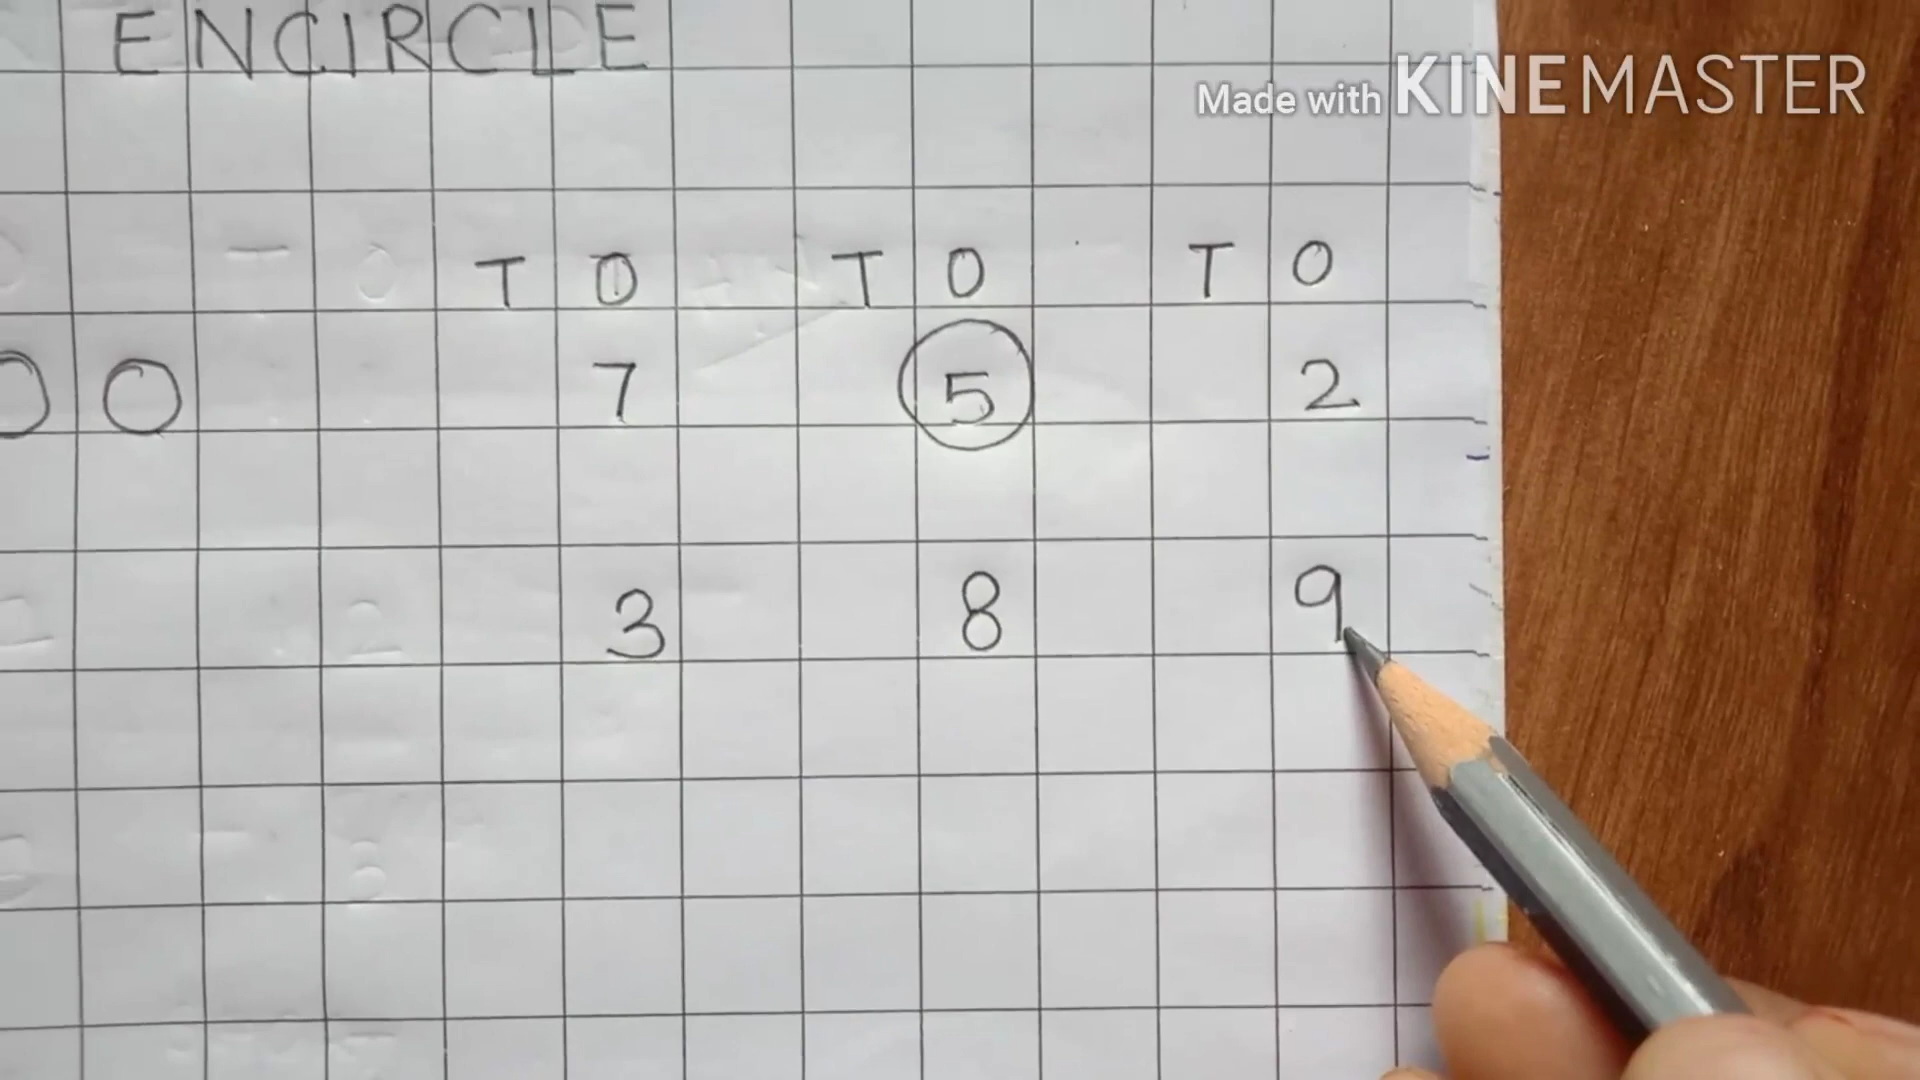 ENCIRCLE
Made with KINEMASTER
T O T O T O
7 5 2
3 8 9